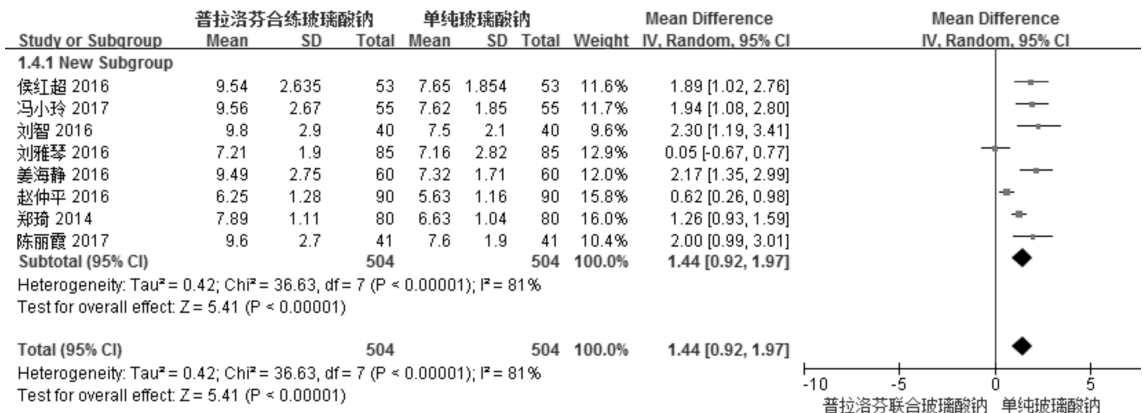 普拉洛芬合练玻璃酸钠 单纯玻璃酸钠 Mean Difference Mean Difference
Study or Subgroup Mean SD Total Mean SD Total Weight IV, Random, 95% CI IV, Random, 95% CI
1.4.1 New Subgroup
侯红超 2016 9.54 2.635 53 7.65 1.854 53 11.6% 1.89 [1.02, 2.76]
冯小玲 2017 9.56 2.67 55 7.62 1.85 55 11.7% 1.94 [1.08, 2.80]
刘智 2016 9.8 2.9 40 7.5 2.1 40 9.6% 2.30 [1.19, 3.41]
刘雅琴 2016 7.21 1.9 85 7.16 2.82 85 12.9% 0.05 [-0.67, 0.77]
姜海静 2016 9.49 2.75 60 7.32 1.71 60 12.0% 2.17 [1.35, 2.99]
赵仲平 2016 6.25 1.28 90 5.63 1.16 90 15.8% 0.62 [0.26, 0.98]
郑琦 2014 7.89 1.11 80 6.63 1.04 80 16.0% 1.26 [0.93, 1.59]
陈丽霞 2017 9.6 2.7 41 7.6 1.9 41 10.4% 2.00 [0.99, 3.01]
Subtotal (95% CI) 504 504 100.0% 1.44 [0.92, 1.97]
Heterogeneity: Tau² = 0.42; Chi² = 36.63, df = 7 (P < 0.00001); I² = 81%
Test for overall effect: Z = 5.41 (P < 0.00001)
Total (95% CI) 504 504 100.0% 1.44 [0.92, 1.97]
Heterogeneity: Tau² = 0.42; Chi² = 36.63, df = 7 (P < 0.00001); I² = 81%
Test for overall effect: Z = 5.41 (P < 0.00001)
-10 -5 0 5
普拉洛芬联合玻璃酸钠 单纯玻璃酸钠